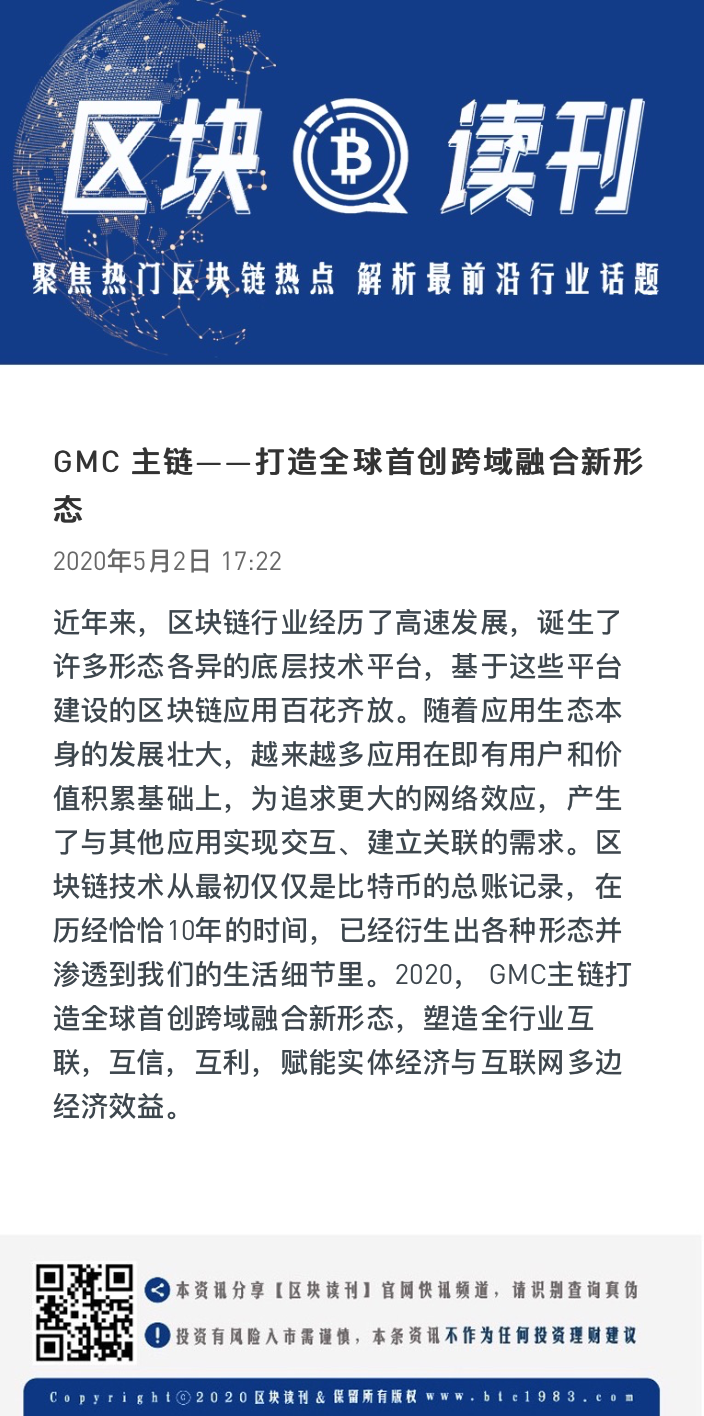 区块 读刊
聚焦热门区块链热点 解析最前沿行业话题
GMC 主链——打造全球首创跨域融合新形
态
2020年5月2日 17:22
近年来，区块链行业经历了高速发展，诞生了
许多形态各异的底层技术平台，基于这些平台
建设的区块链应用百花齐放。随着应用生态本
身的发展壮大，越来越多应用在即有用户和价
值积累基础上，为追求更大的网络效应，产生
了与其他应用实现交互、建立关联的需求。区
块链技术从最初仅仅是比特币的总账记录，在
历经恰恰10年的时间，已经衍生出各种形态并
渗透到我们的生活细节里。2020， GMC主链打
造全球首创跨域融合新形态，塑造全行业互
联，互信，互利，赋能实体经济与互联网多边
经济效益。
本资讯分享【区块读刊】官网快讯频道，请识别查询真伪
投资有风险入市需谨慎，本条资讯不作为任何投资理财建议
Copyright©2020区块读刊 & 保留所有版权 www.btc1983.com